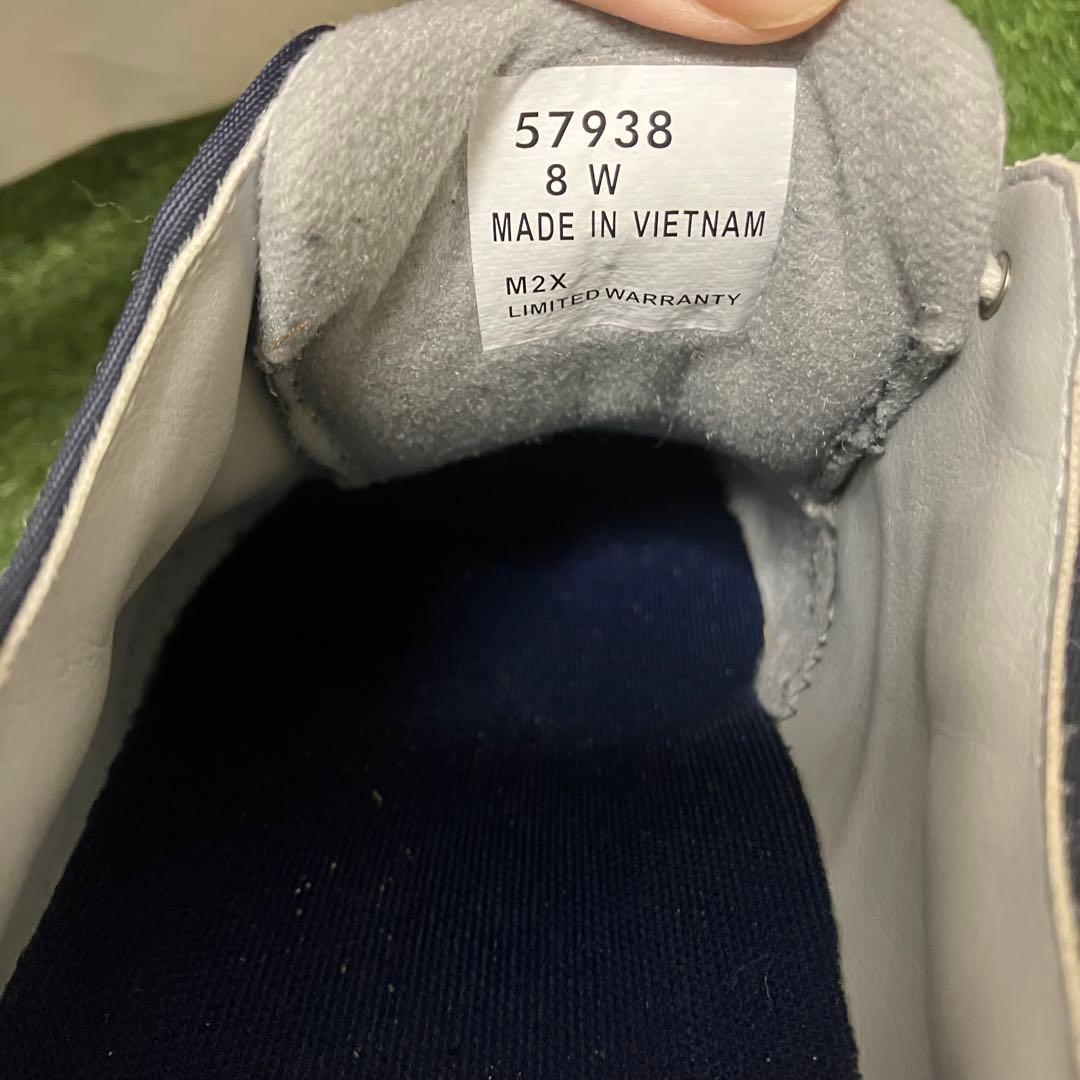 57938
8 W
MADE IN VIETNAM
M2X
LIMITED WARRANTY